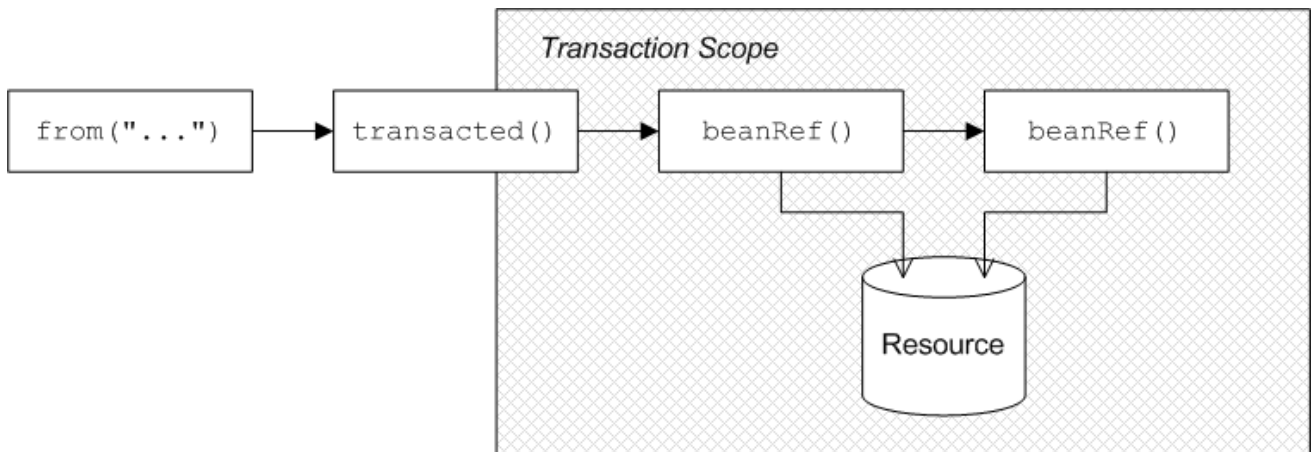 Transaction Scope
from("...")
transacted()
beanRef()
beanRef()
Resource